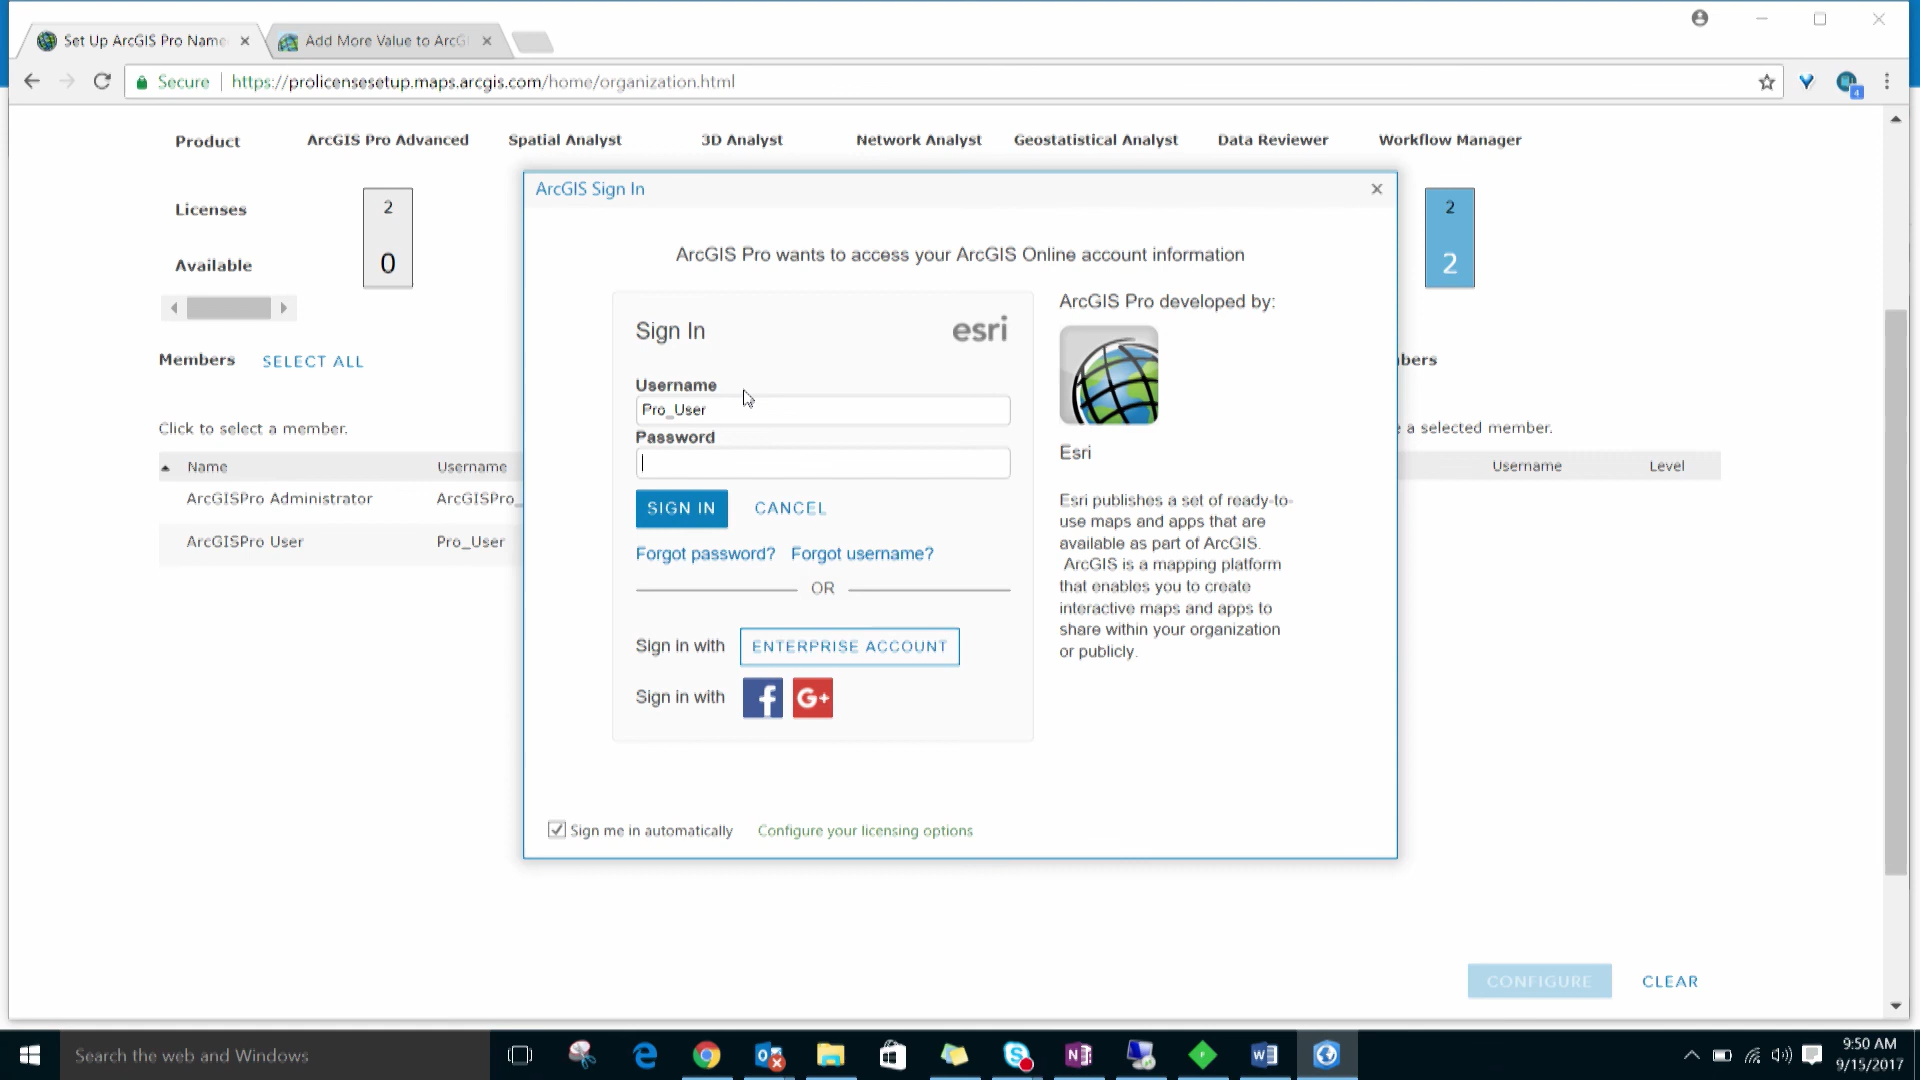 Set Up ArcGIS Pro Name
Add More Value to ArcG
Secure
https://prolicensesetup.maps.arcgis.com/home/organization.html
4
Product
ArcGIS Pro Advanced
Spatial Analyst
3D Analyst
Network Analyst
Geostatistical Analyst
Data Reviewer
Workflow Manager
Licenses
2
2
Available
0
2
Members
SELECT ALL
bers
Click to select a member.
a selected member.
Name
Username
Username
Level
ArcGISPro Administrator
ArcGISPro_
ArcGISPro User
Pro_User
ArcGIS Sign In
ArcGIS Pro wants to access your ArcGIS Online account information
Sign In
esri
Username
Pro_User
Password
SIGN IN
CANCEL
Forgot password?
Forgot username?
OR
Sign in with
ENTERPRISE ACCOUNT
Sign in with
f
G+
ArcGIS Pro developed by:
Esri
Esri publishes a set of ready-to-
use maps and apps that are
available as part of ArcGIS.
ArcGIS is a mapping platform
that enables you to create
interactive maps and apps to
share within your organization
or publicly.
Sign me in automatically
Configure your licensing options
CONFIGURE
CLEAR
Search the web and Windows
9:50 AM
9/15/2017